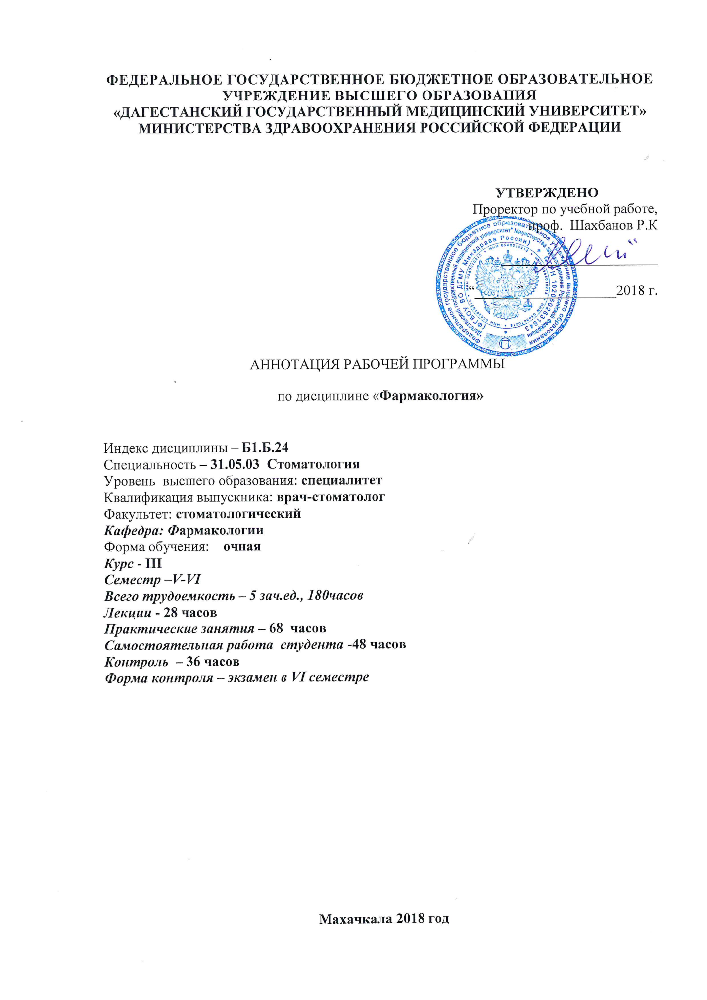 ФЕДЕРАЛЬНОЕ ГОСУДАРСТВЕННОЕ БЮДЖЕТНОЕ ОБРАЗОВАТЕЛЬНОЕ
УЧРЕЖДЕНИЕ ВЫСШЕГО ОБРАЗОВАНИЯ
«ДАГЕСТАНСКИЙ ГОСУДАРСТВЕННЫЙ МЕДИЦИНСКИЙ УНИВЕРСИТЕТ»
МИНИСТЕРСТВА ЗДРАВООХРАНЕНИЯ РОССИЙСКОЙ ФЕДЕРАЦИИ
УТВЕРЖДЕНО
Проректор по учебной работе,
проф.  Шахбанов Р.К
“______” _____________2018 г.
Федеральное государственное бюджетное образовательное учреждение высшего образования
"Дагестанский государственный медицинский университет" Министерства здравоохранения Российской Федерации
(ФГБОУ ВО ДГМУ Минздрава России) * ОГРН 1020502631643 *
ИНН 0562010215
АННОТАЦИЯ РАБОЧЕЙ ПРОГРАММЫ
по дисциплине «Фармакология»
Индекс дисциплины – Б1.Б.24
Специальность – 31.05.03  Стоматология
Уровень  высшего образования: специалитет
Квалификация выпускника: врач-стоматолог
Факультет: стоматологический
Кафедра: Фармакологии
Форма обучения:    очная
Курс - III
Семестр –V-VI
Всего трудоемкость – 5 зач.ед., 180часов
Лекции - 28 часов
Практические занятия – 68  часов
Самостоятельная работа  студента -48 часов
Контроль  – 36 часов
Форма контроля – экзамен в VI семестре
Махачкала 2018 год